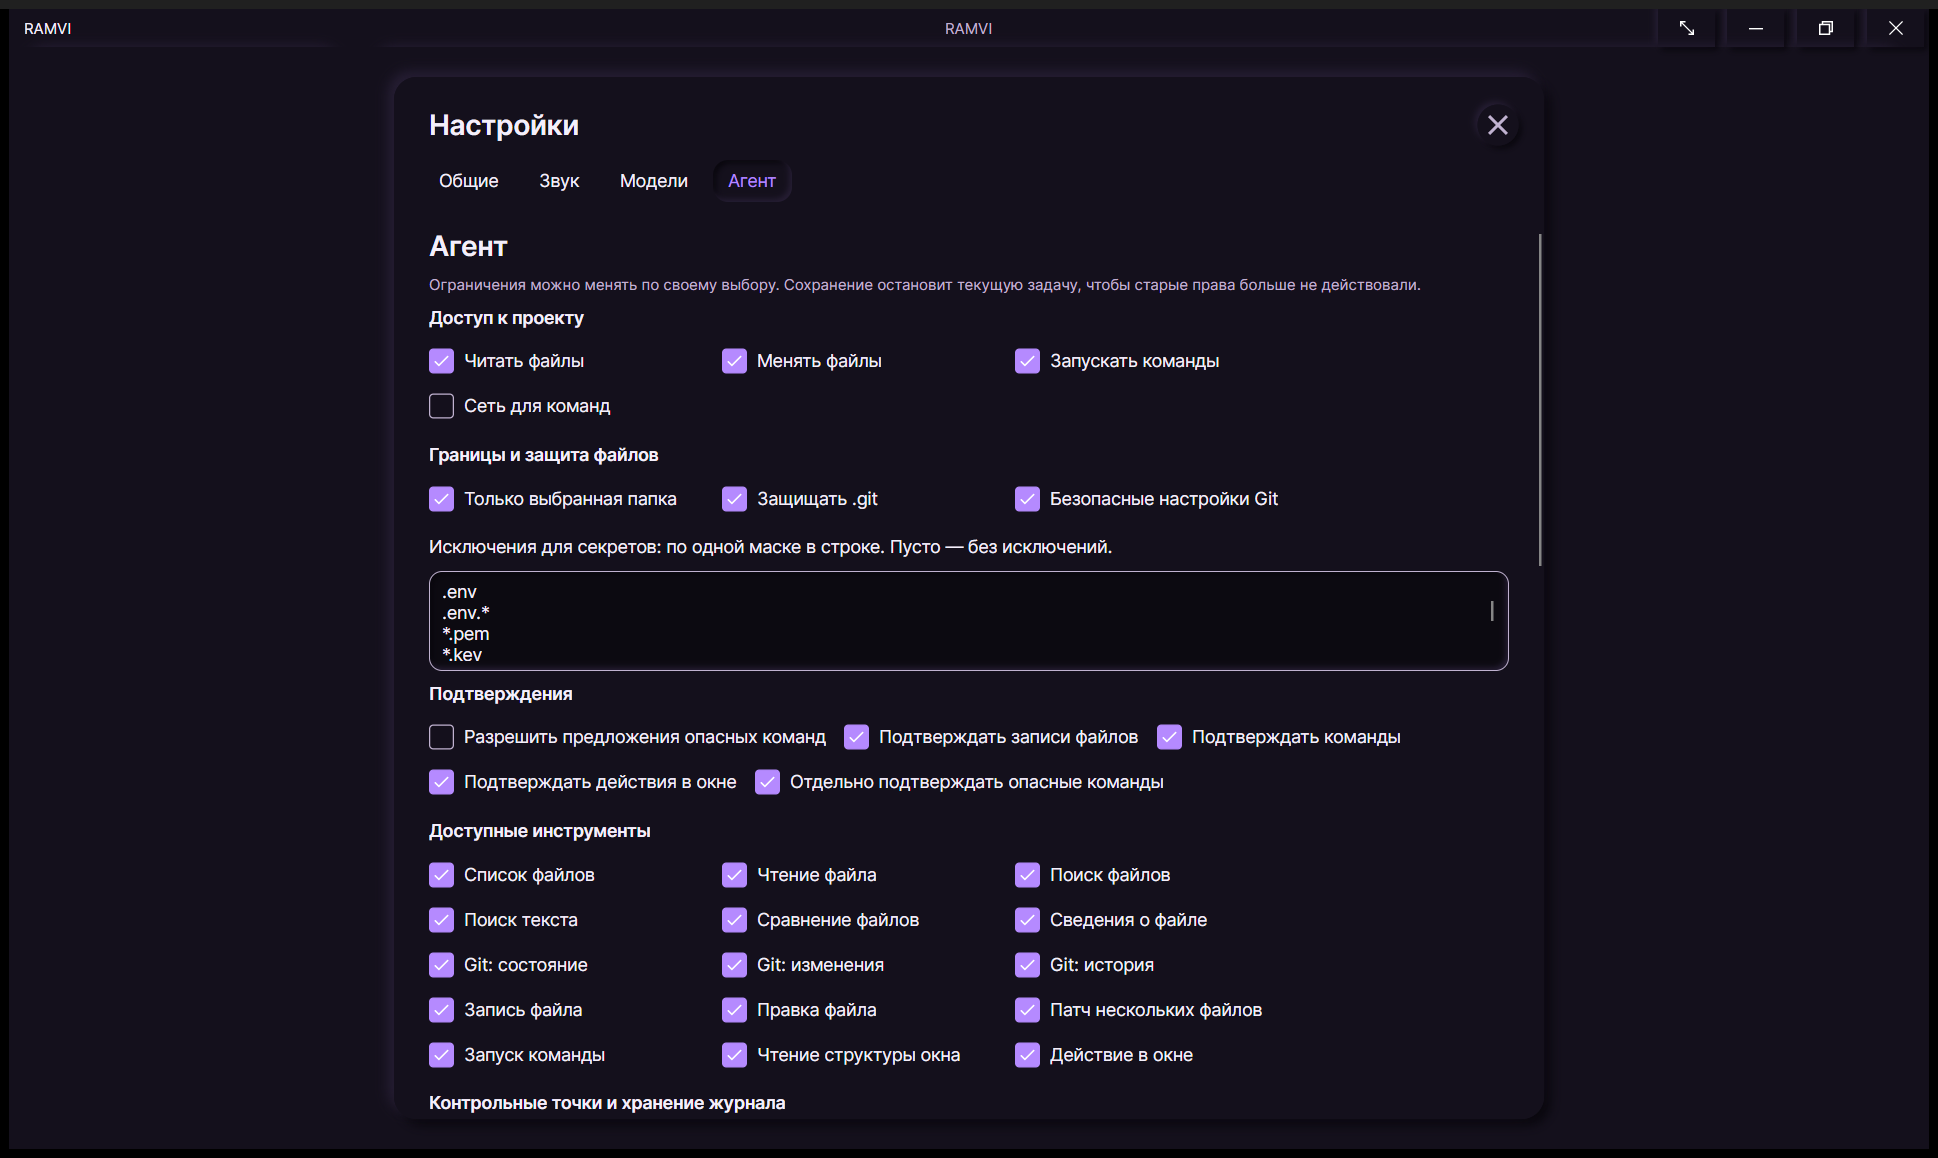 RAMVI
RAMVI
Настройки
Общие Звук Модели Агент
Агент
Ограничения можно менять по своему выбору. Сохранение остановит текущую задачу, чтобы старые права больше не действовали.
Доступ к проекту
Читать файлы Менять файлы Запускать команды
Сеть для команд
Границы и защита файлов
Только выбранная папка Защищать .git Безопасные настройки Git
Исключения для секретов: по одной маске в строке. Пусто — без исключений.
.env
.env.*
*.pem
*.key
Подтверждения
Разрешить предложения опасных команд Подтверждать записи файлов Подтверждать команды
Подтверждать действия в окне Отдельно подтверждать опасные команды
Доступные инструменты
Список файлов Чтение файла Поиск файлов
Поиск текста Сравнение файлов Сведения о файле
Git: состояние Git: изменения Git: история
Запись файла Правка файла Патч нескольких файлов
Запуск команды Чтение структуры окна Действие в окне
Контрольные точки и хранение журнала